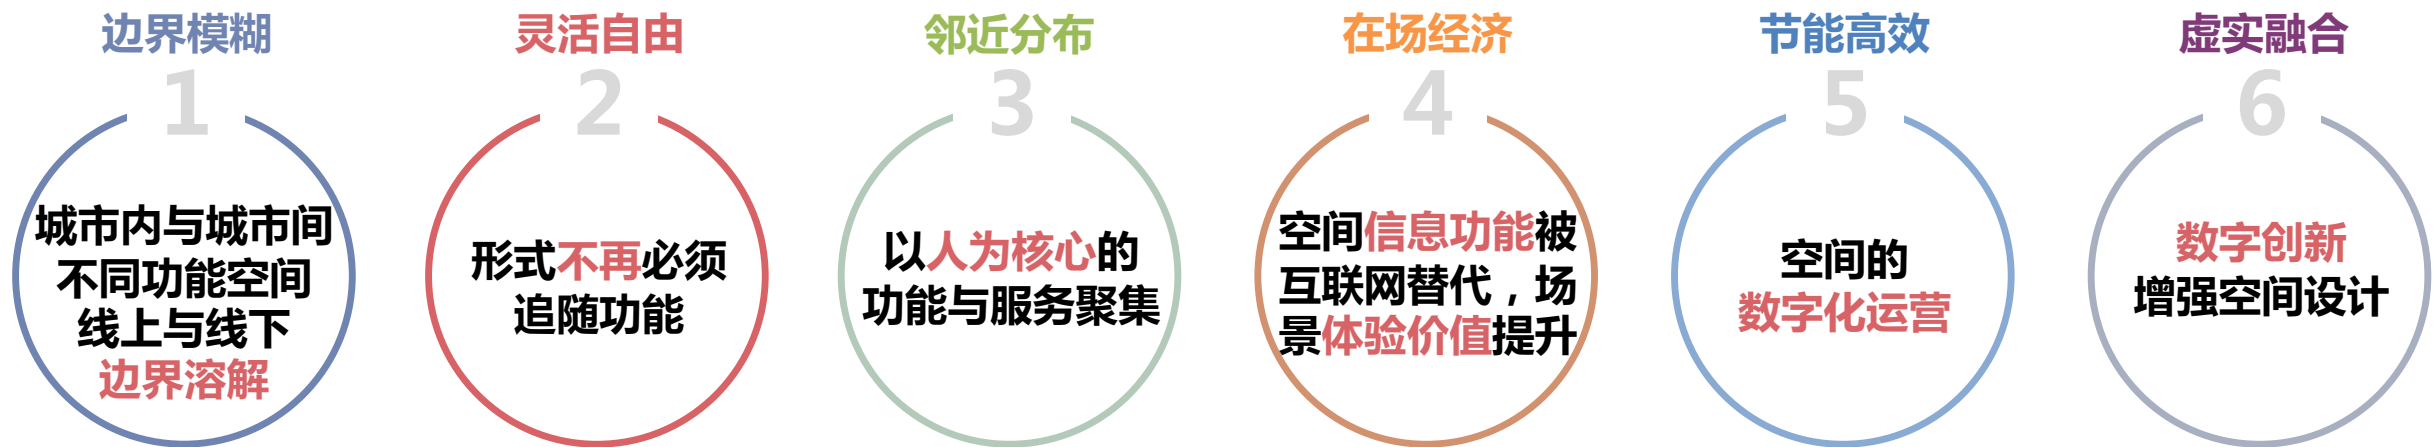 边界模糊
1
城市内与城市间
不同功能空间
线上与线下
边界溶解
灵活自由
2
形式不再必须
追随功能
邻近分布
3
以人为核心的
功能与服务聚集
在场经济
4
空间信息功能被
互联网替代，场
景体验价值提升
节能高效
5
空间的
数字化运营
虚实融合
6
数字创新
增强空间设计